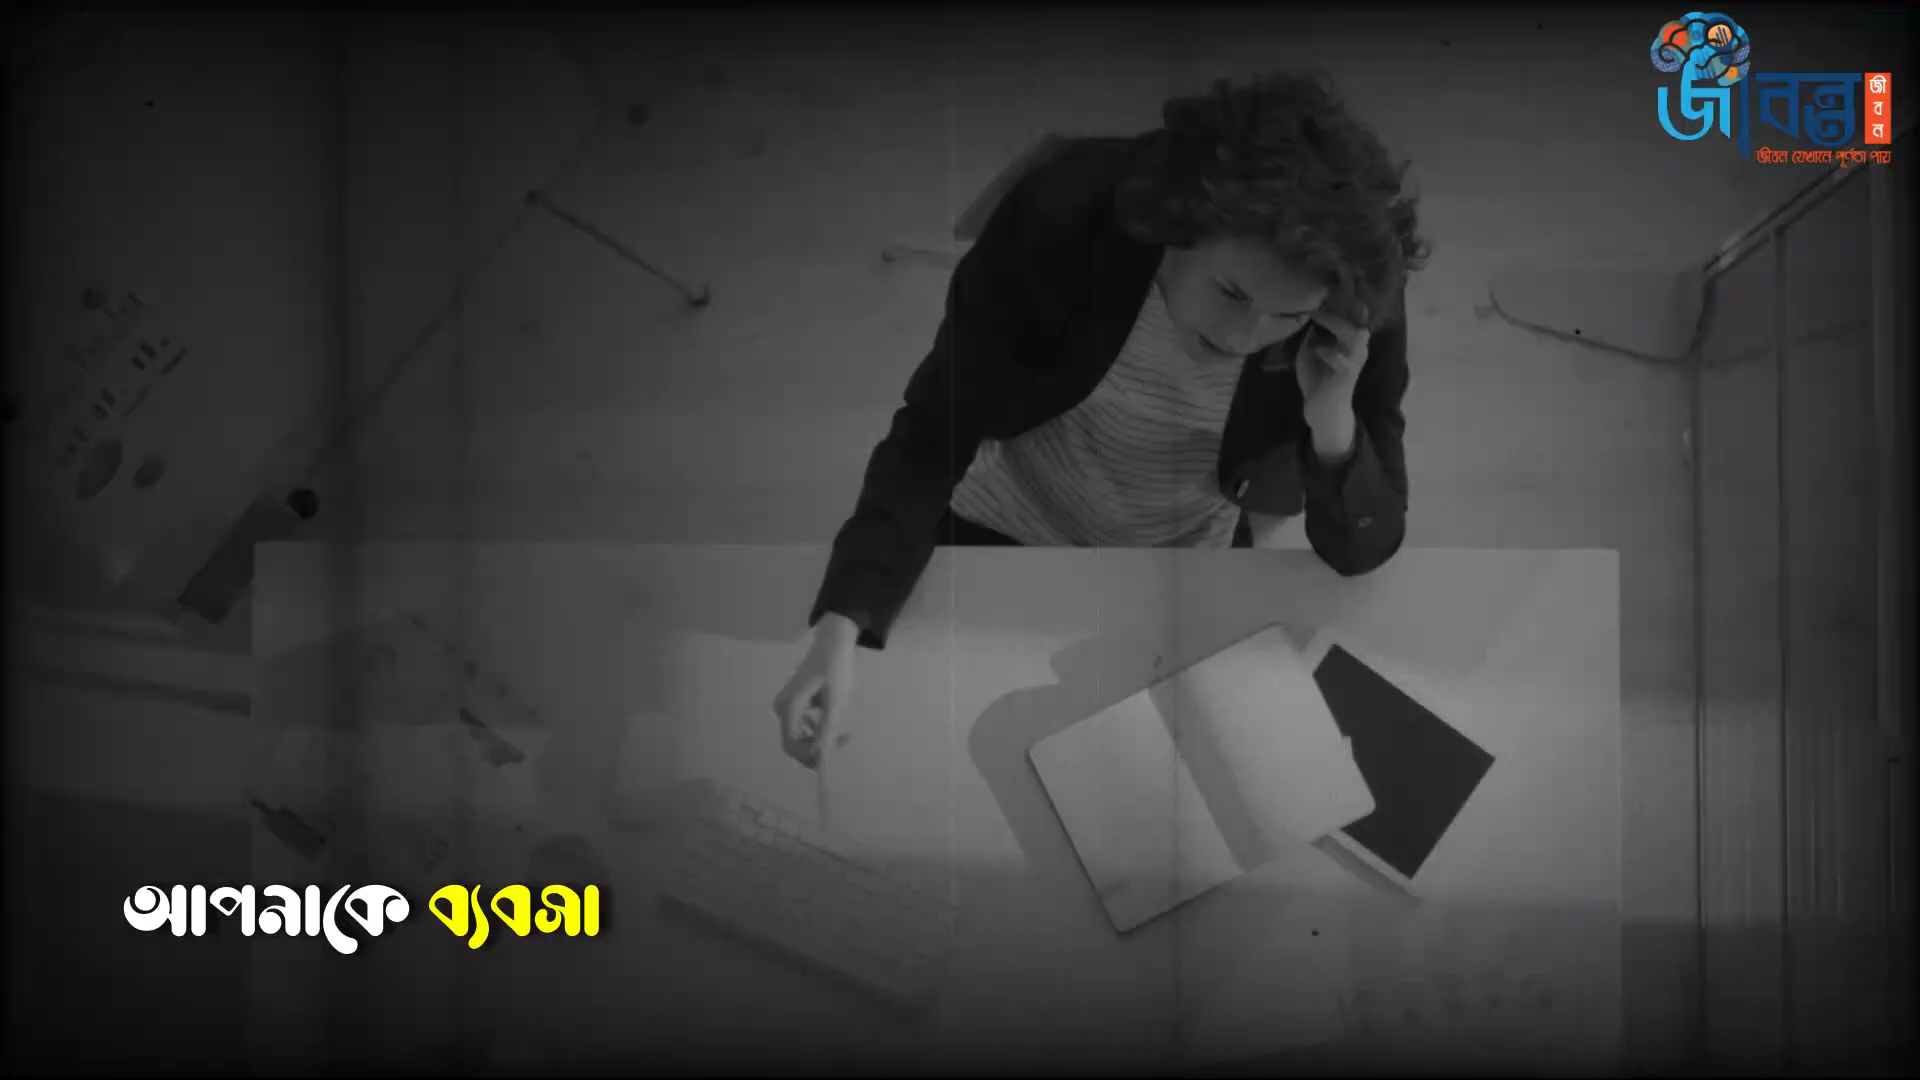 জীবন্ত
জীবন
জীবন যেখানে পূর্ণতা পায়
আপনাকে ব্যবসা